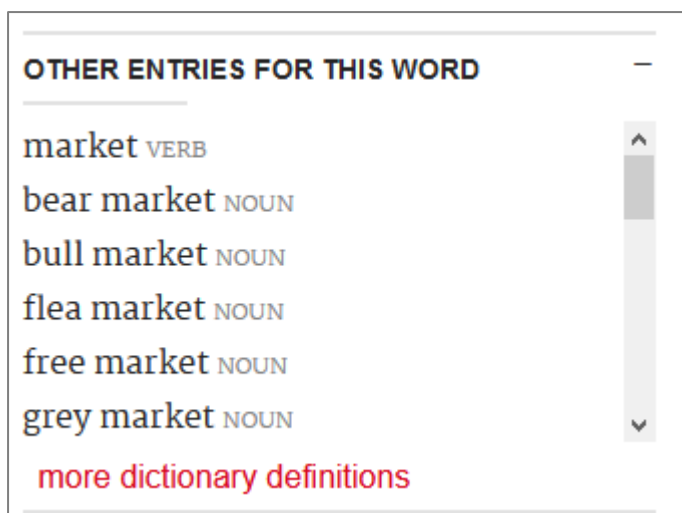 OTHER ENTRIES FOR THIS WORD
market VERB
bear market NOUN
bull market NOUN
flea market NOUN
free market NOUN
grey market NOUN
more dictionary definitions